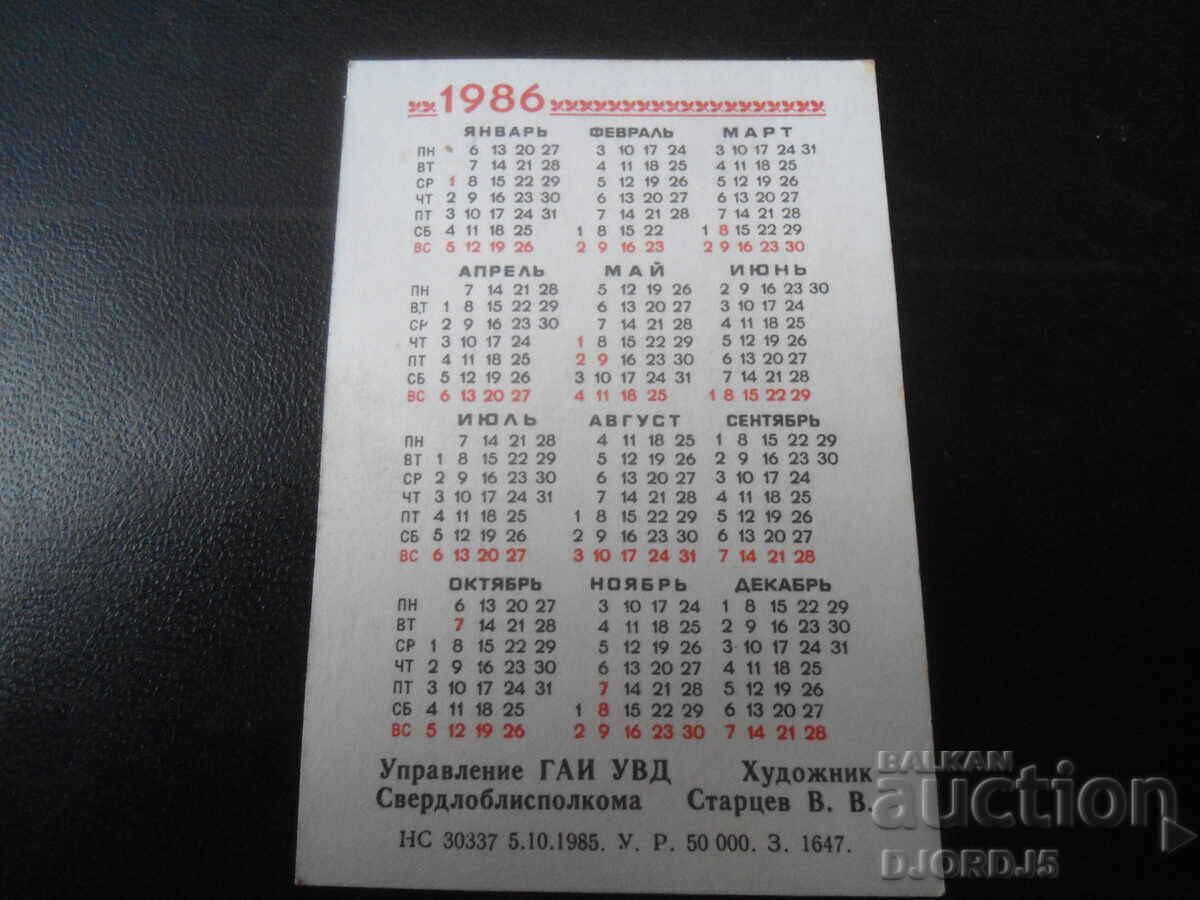 1986
ЯНВАРЬ ФЕВРАЛЬ МАРТ
ПН 6 13 20 27 3 10 17 24 3 10 17 24 31
ВТ 7 14 21 28 4 11 18 25 4 11 18 25
СР 1 8 15 22 29 5 12 19 26 5 12 19 26
ЧТ 2 9 16 23 30 6 13 20 27 6 13 20 27
ПТ 3 10 17 24 31 7 14 21 28 7 14 21 28
СБ 4 11 18 25 1 8 15 22 1 8 15 22 29
ВС 5 12 19 26 2 9 16 23 2 9 16 23 30
АПРЕЛЬ МАЙ ИЮНЬ
ПН 7 14 21 28 5 12 19 26 2 9 16 23 30
ВТ 1 8 15 22 29 6 13 20 27 3 10 17 24
СР 2 9 16 23 30 7 14 21 28 4 11 18 25
ЧТ 3 10 17 24 1 8 15 22 29 5 12 19 26
ПТ 4 11 18 25 2 9 16 23 30 6 13 20 27
СБ 5 12 19 26 3 10 17 24 31 7 14 21 28
ВС 6 13 20 27 4 11 18 25 1 8 15 22 29
ИЮЛЬ АВГУСТ СЕНТЯБРЬ
ПН 7 14 21 28 4 11 18 25 1 8 15 22 29
ВТ 1 8 15 22 29 5 12 19 26 2 9 16 23 30
СР 2 9 16 23 30 6 13 20 27 3 10 17 24
ЧТ 3 10 17 24 31 7 14 21 28 4 11 18 25
ПТ 4 11 18 25 1 8 15 22 29 5 12 19 26
СБ 5 12 19 26 2 9 16 23 30 6 13 20 27
ВС 6 13 20 27 3 10 17 24 31 7 14 21 28
ОКТЯБРЬ НОЯБРЬ ДЕКАБРЬ
ПН 6 13 20 27 3 10 17 24 1 8 15 22 29
ВТ 7 14 21 28 4 11 18 25 2 9 16 23 30
СР 1 8 15 22 29 5 12 19 26 3 10 17 24 31
ЧТ 2 9 16 23 30 6 13 20 27 4 11 18 25
ПТ 3 10 17 24 31 7 14 21 28 5 12 19 26
СБ 4 11 18 25 1 8 15 22 29 6 13 20 27
ВС 5 12 19 26 2 9 16 23 30 7 14 21 28
Управление ГАИ УВД Художник
Свердлоблисполкома Старцев В. В.
НС 30337 5.10.1985. У. Р. 50 000. З. 1647.
BALKAN
auction
DJORDJ5